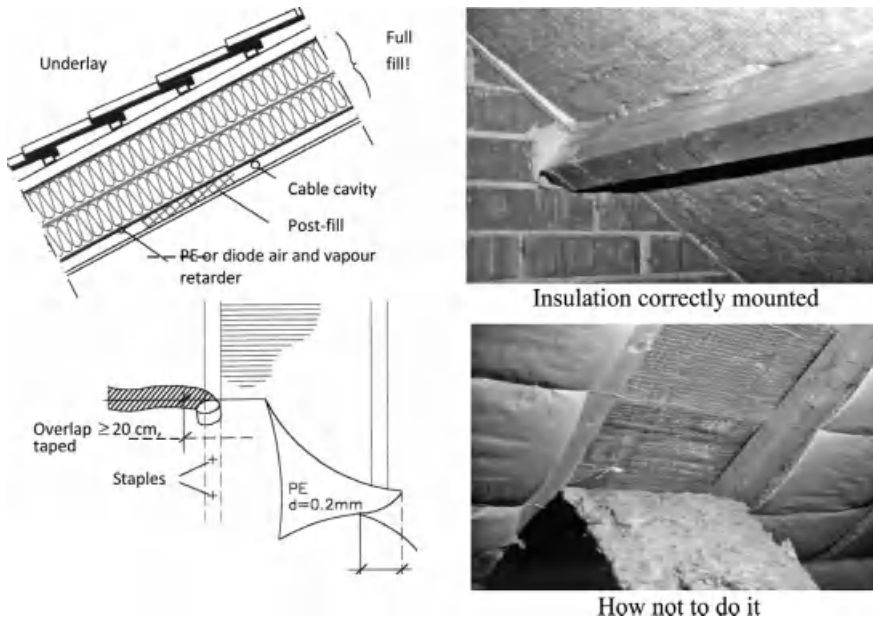 Underlay
Full
fill!
Cable cavity
Post-fill
PE or diode air and vapour
retarder
Insulation correctly mounted
Overlap ≥20 cm,
taped
Staples
PE
d=0.2mm
How not to do it